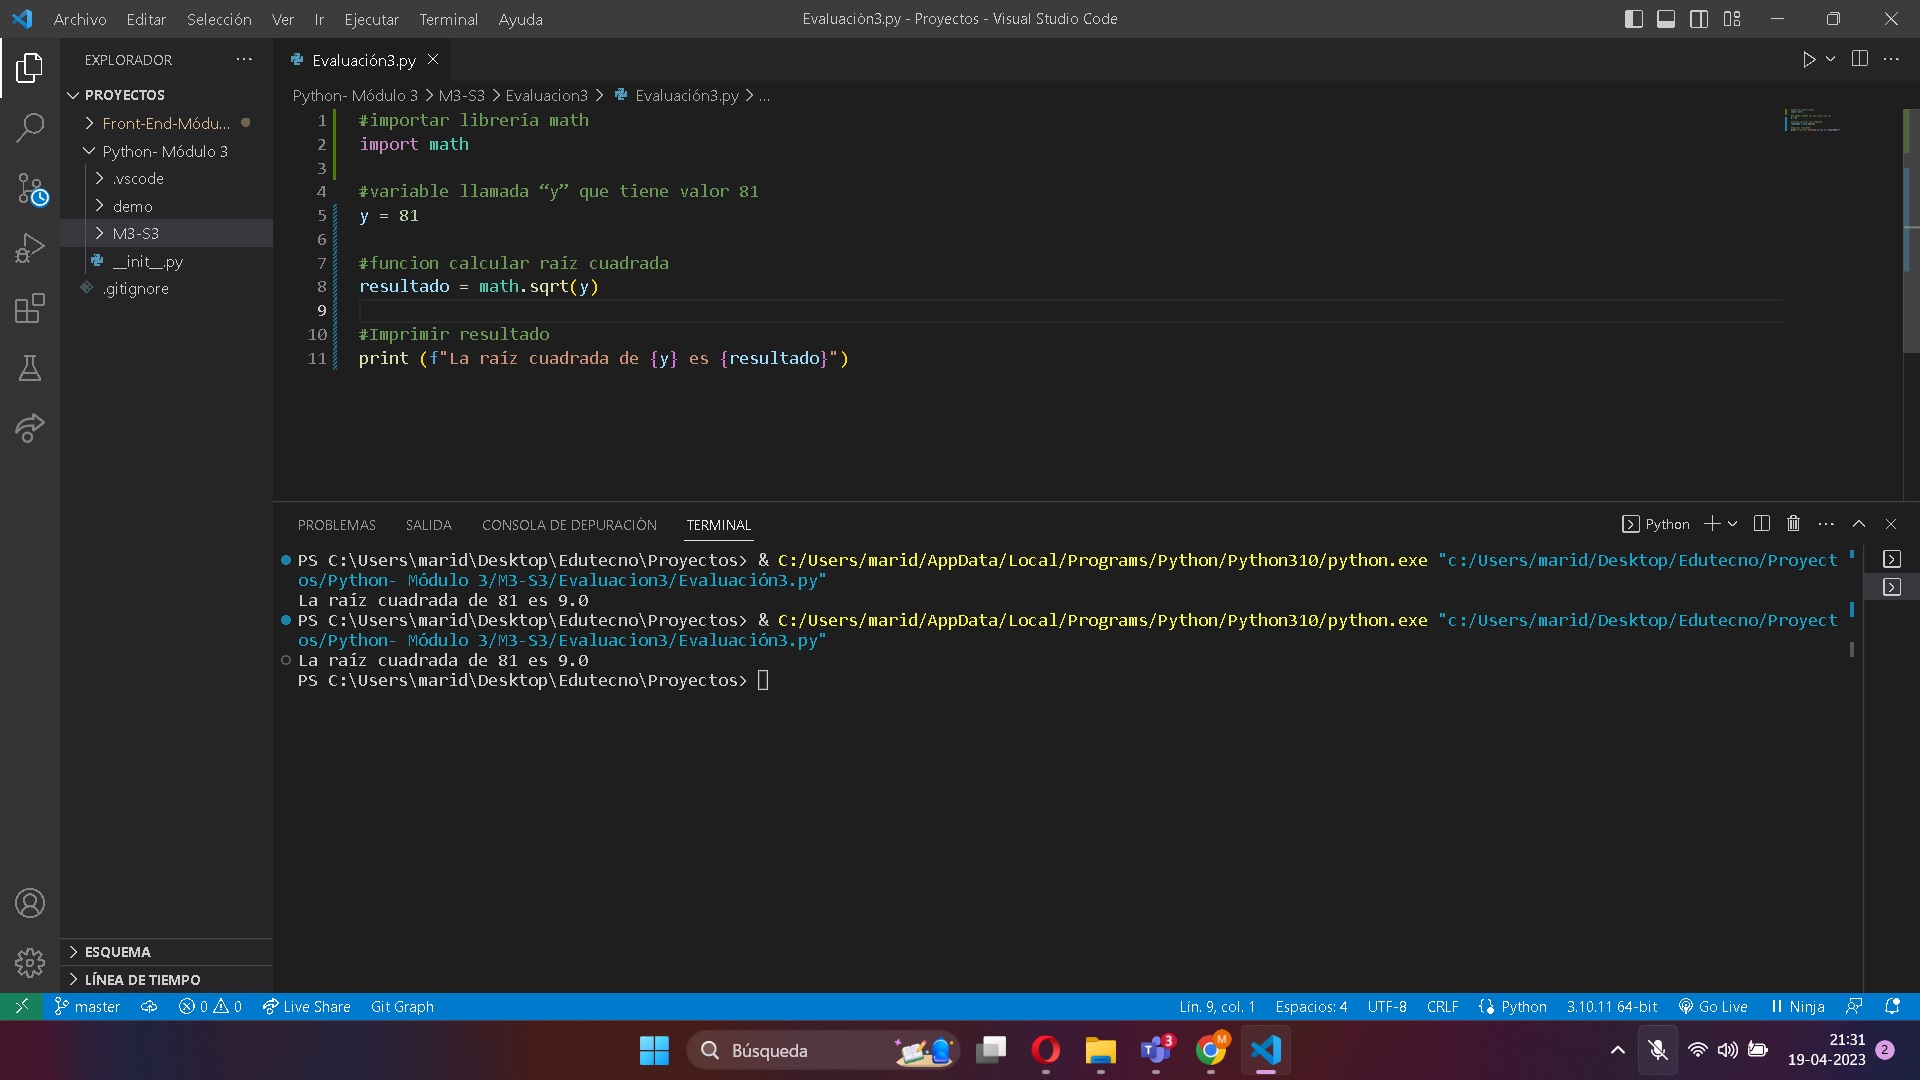 Archivo Editar Selección Ver Ir Ejecutar Terminal Ayuda
Evaluación3.py - Proyectos - Visual Studio Code
EXPLORADOR
PROYECTOS
Front-End-Módu...
Python- Módulo 3
.vscode
demo
M3-S3
__init__.py
.gitignore
ESQUEMA
LÍNEA DE TIEMPO
Evaluación3.py
Python- Módulo 3 > M3-S3 > Evaluacion3 > Evaluación3.py > ...
1 #importar librería math
2 import math
3
4 #variable llamada “y” que tiene valor 81
5 y = 81
6
7 #funcion calcular raíz cuadrada
8 resultado = math.sqrt(y)
9
10 #Imprimir resultado
11 print (f"La raíz cuadrada de {y} es {resultado}")
PROBLEMAS SALIDA CONSOLA DE DEPURACIÓN TERMINAL
Python
PS C:\Users\marid\Desktop\Edutecno\Proyectos> & C:/Users/marid/AppData/Local/Programs/Python/Python310/python.exe "c:/Users/marid/Desktop/Edutecno/Proyect
os/Python- Módulo 3/M3-S3/Evaluacion3/Evaluación3.py"
La raíz cuadrada de 81 es 9.0
PS C:\Users\marid\Desktop\Edutecno\Proyectos> & C:/Users/marid/AppData/Local/Programs/Python/Python310/python.exe "c:/Users/marid/Desktop/Edutecno/Proyect
os/Python- Módulo 3/M3-S3/Evaluacion3/Evaluación3.py"
La raíz cuadrada de 81 es 9.0
PS C:\Users\marid\Desktop\Edutecno\Proyectos>
master 0 0 Live Share Git Graph
Lín. 9, col. 1 Espacios: 4 UTF-8 CRLF Python 3.10.11 64-bit Go Live Ninja
Búsqueda
3
M
21:31
19-04-2023
2